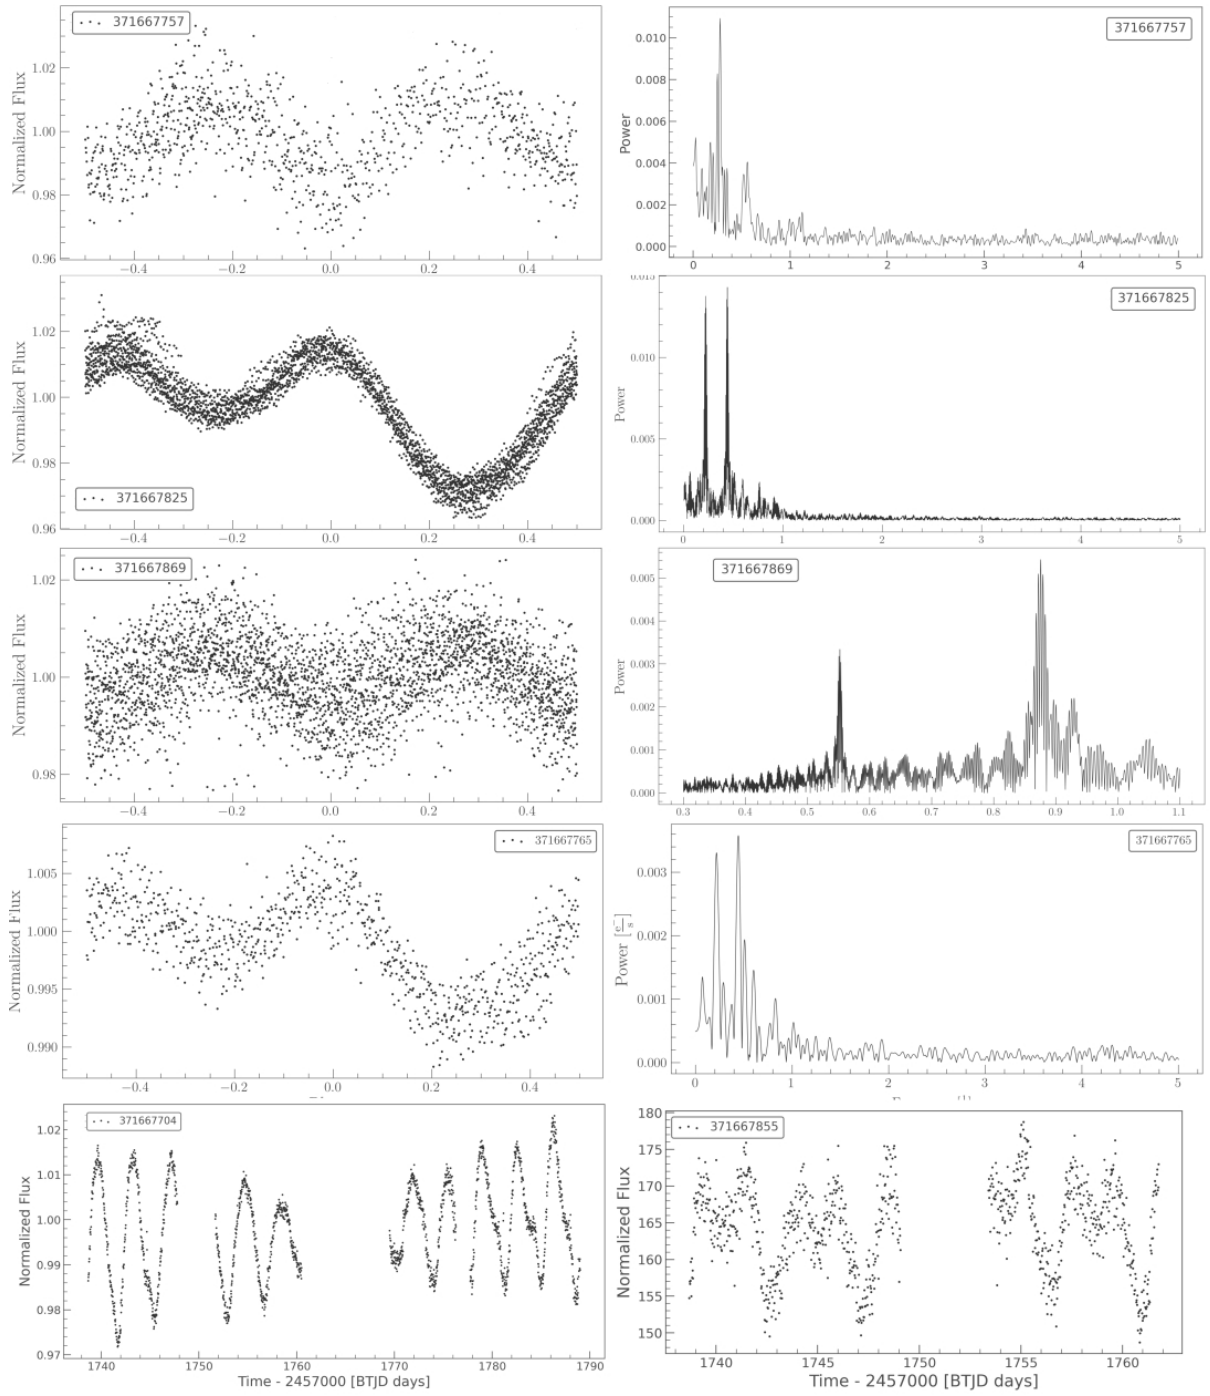 371667757
Normalized Flux
1.02
1.00
0.98
0.96
−0.4 −0.2 0.0 0.2 0.4
371667757
Power
0.010
0.008
0.006
0.004
0.002
0.000
0 1 2 3 4 5
371667825
Normalized Flux
1.02
1.00
0.98
0.96
−0.4 −0.2 0.0 0.2 0.4
371667825
Power
0.015
0.010
0.005
0.000
0 1 2 3 4 5
371667869
Normalized Flux
1.02
1.00
0.98
−0.4 −0.2 0.0 0.2 0.4
371667869
Power
0.005
0.004
0.003
0.002
0.001
0.000
0.3 0.4 0.5 0.6 0.7 0.8 0.9 1.0 1.1
371667765
Normalized Flux
1.005
1.000
0.995
0.990
−0.4 −0.2 0.0 0.2 0.4
371667765
Power [e⁻/s]
0.003
0.002
0.001
0.000
0 1 2 3 4 5
371667704
Normalized Flux
1.02
1.01
1.00
0.99
0.98
0.97
1740 1750 1760 1770 1780 1790
Time - 2457000 [BTJD days]
371667855
Normalized Flux
180
175
170
165
160
155
150
1740 1745 1750 1755 1760
Time - 2457000 [BTJD days]